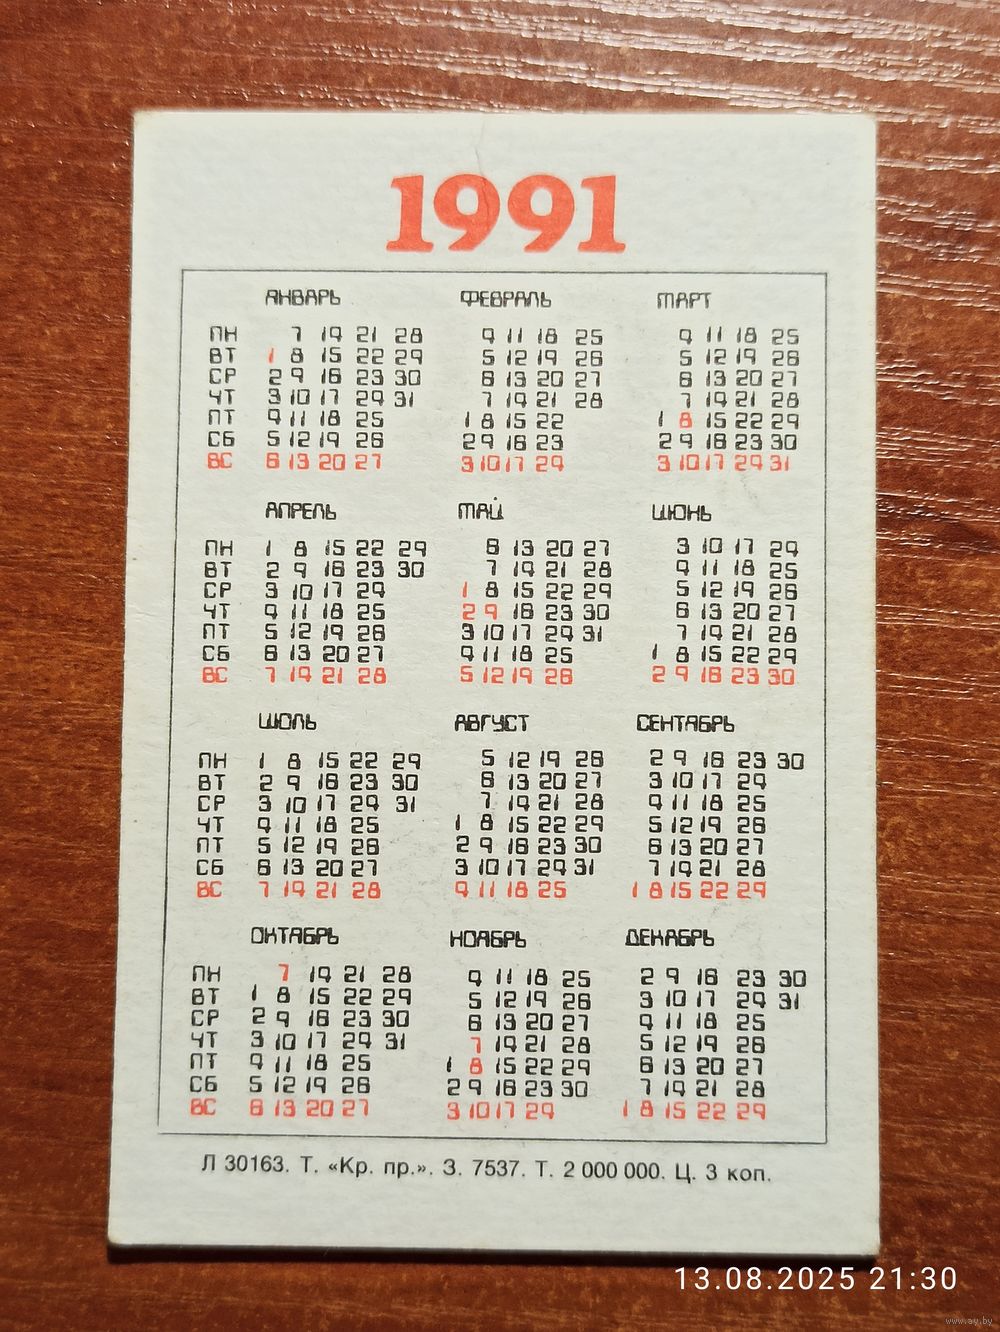 1991
ЯНВАРЬ ФЕВРАЛЬ МАРТ
ПН 7 14 21 28 4 11 18 25 4 11 18 25
ВТ 1 8 15 22 29 5 12 19 26 5 12 19 26
СР 2 9 16 23 30 6 13 20 27 6 13 20 27
ЧТ 3 10 17 24 31 7 14 21 28 7 14 21 28
ПТ 4 11 18 25 1 8 15 22 1 8 15 22 29
СБ 5 12 19 26 2 9 16 23 2 9 16 23 30
ВС 6 13 20 27 3 10 17 24 3 10 17 24 31
АПРЕЛЬ МАЙ ИЮНЬ
ПН 1 8 15 22 29 6 13 20 27 3 10 17 24
ВТ 2 9 16 23 30 7 14 21 28 4 11 18 25
СР 3 10 17 24 1 8 15 22 29 5 12 19 26
ЧТ 4 11 18 25 2 9 16 23 30 6 13 20 27
ПТ 5 12 19 26 3 10 17 24 31 7 14 21 28
СБ 6 13 20 27 4 11 18 25 1 8 15 22 29
ВС 7 14 21 28 5 12 19 26 2 9 16 23 30
ИЮЛЬ АВГУСТ СЕНТЯБРЬ
ПН 1 8 15 22 29 5 12 19 26 2 9 16 23 30
ВТ 2 9 16 23 30 6 13 20 27 3 10 17 24
СР 3 10 17 24 31 7 14 21 28 4 11 18 25
ЧТ 4 11 18 25 1 8 15 22 29 5 12 19 26
ПТ 5 12 19 26 2 9 16 23 30 6 13 20 27
СБ 6 13 20 27 3 10 17 24 31 7 14 21 28
ВС 7 14 21 28 4 11 18 25 1 8 15 22 29
ОКТЯБРЬ НОЯБРЬ ДЕКАБРЬ
ПН 7 14 21 28 4 11 18 25 2 9 16 23 30
ВТ 1 8 15 22 29 5 12 19 26 3 10 17 24 31
СР 2 9 16 23 30 6 13 20 27 4 11 18 25
ЧТ 3 10 17 24 31 7 14 21 28 5 12 19 26
ПТ 4 11 18 25 1 8 15 22 29 6 13 20 27
СБ 5 12 19 26 2 9 16 23 30 7 14 21 28
ВС 6 13 20 27 3 10 17 24 1 8 15 22 29
Л 30163. Т. «Кр. пр.». З. 7537. Т. 2 000 000. Ц. 3 коп.
13.08.2025 21:30
www.ay.by